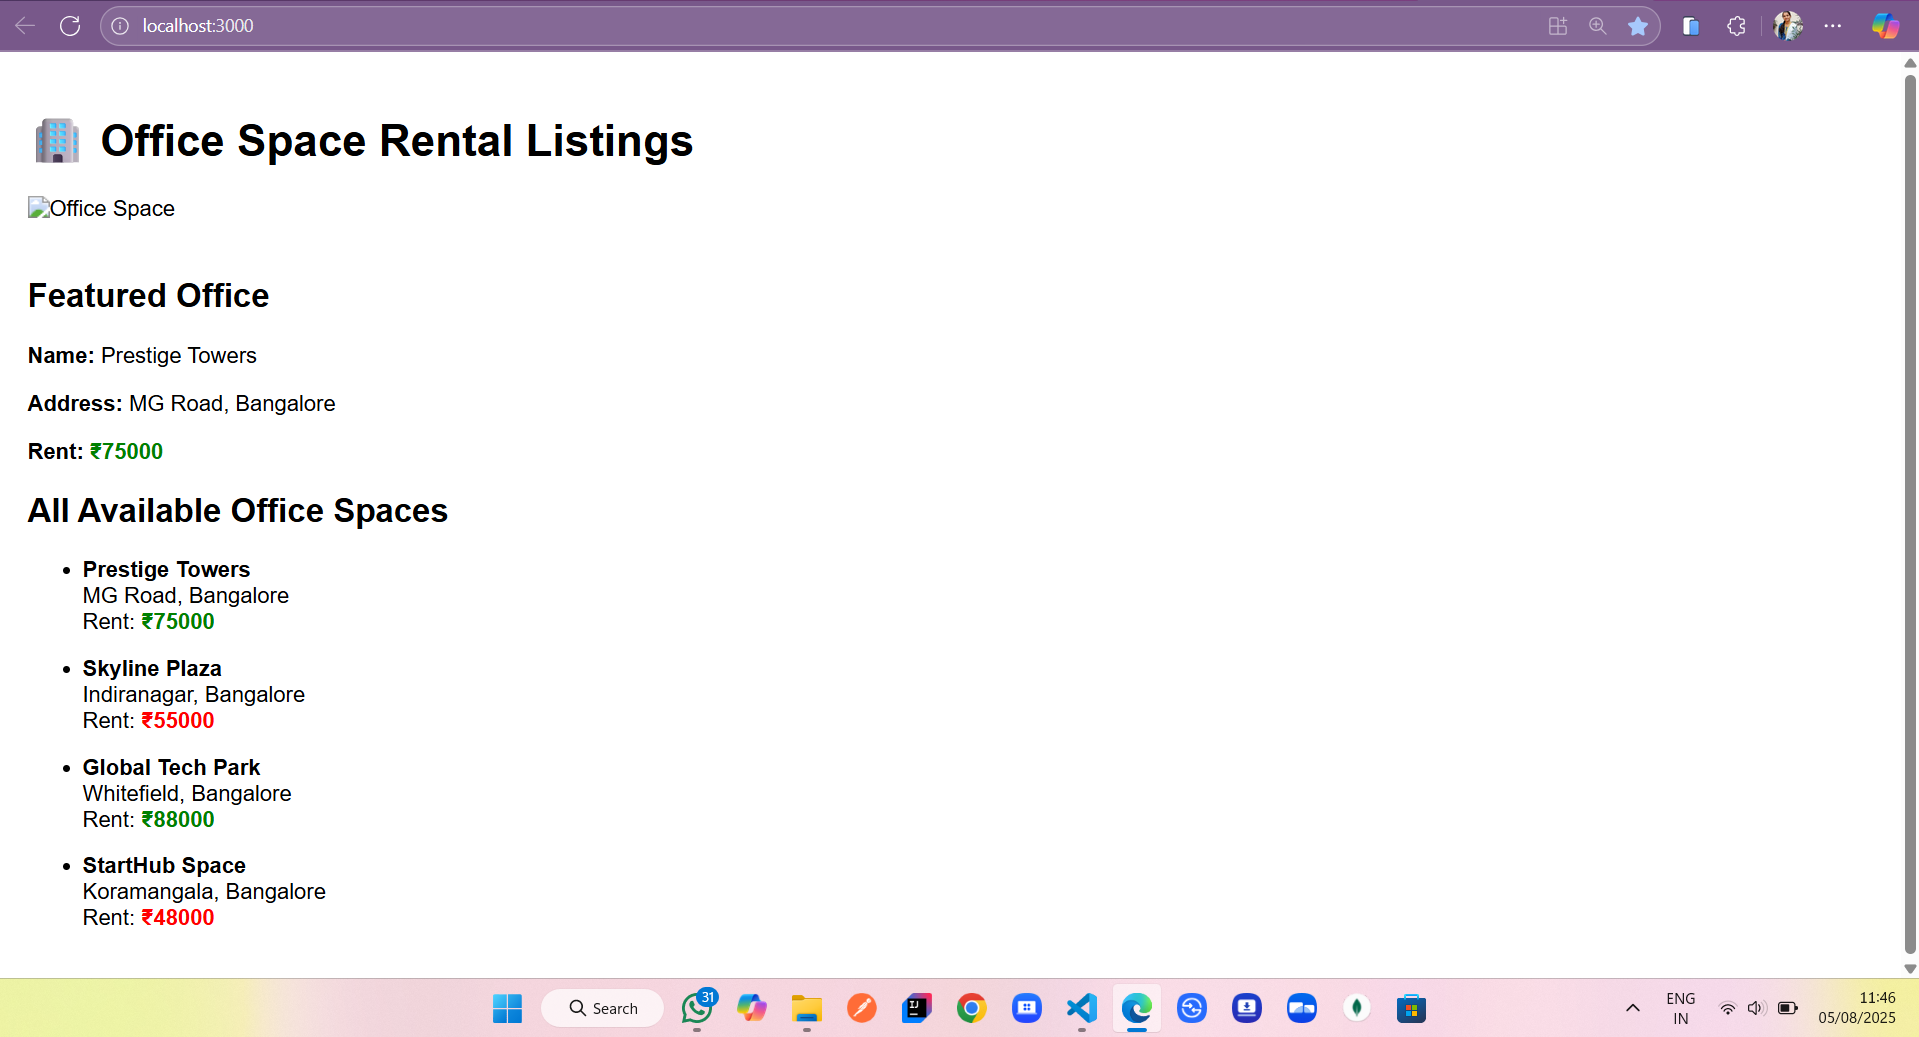 localhost:3000
Office Space Rental Listings
Office Space
Featured Office
Name: Prestige Towers
Address: MG Road, Bangalore
Rent: ₹75000
All Available Office Spaces
Prestige Towers
MG Road, Bangalore
Rent: ₹75000
Skyline Plaza
Indiranagar, Bangalore
Rent: ₹55000
Global Tech Park
Whitefield, Bangalore
Rent: ₹88000
StartHub Space
Koramangala, Bangalore
Rent: ₹48000
Search
31
IJ
ENG
IN
11:46
05/08/2025